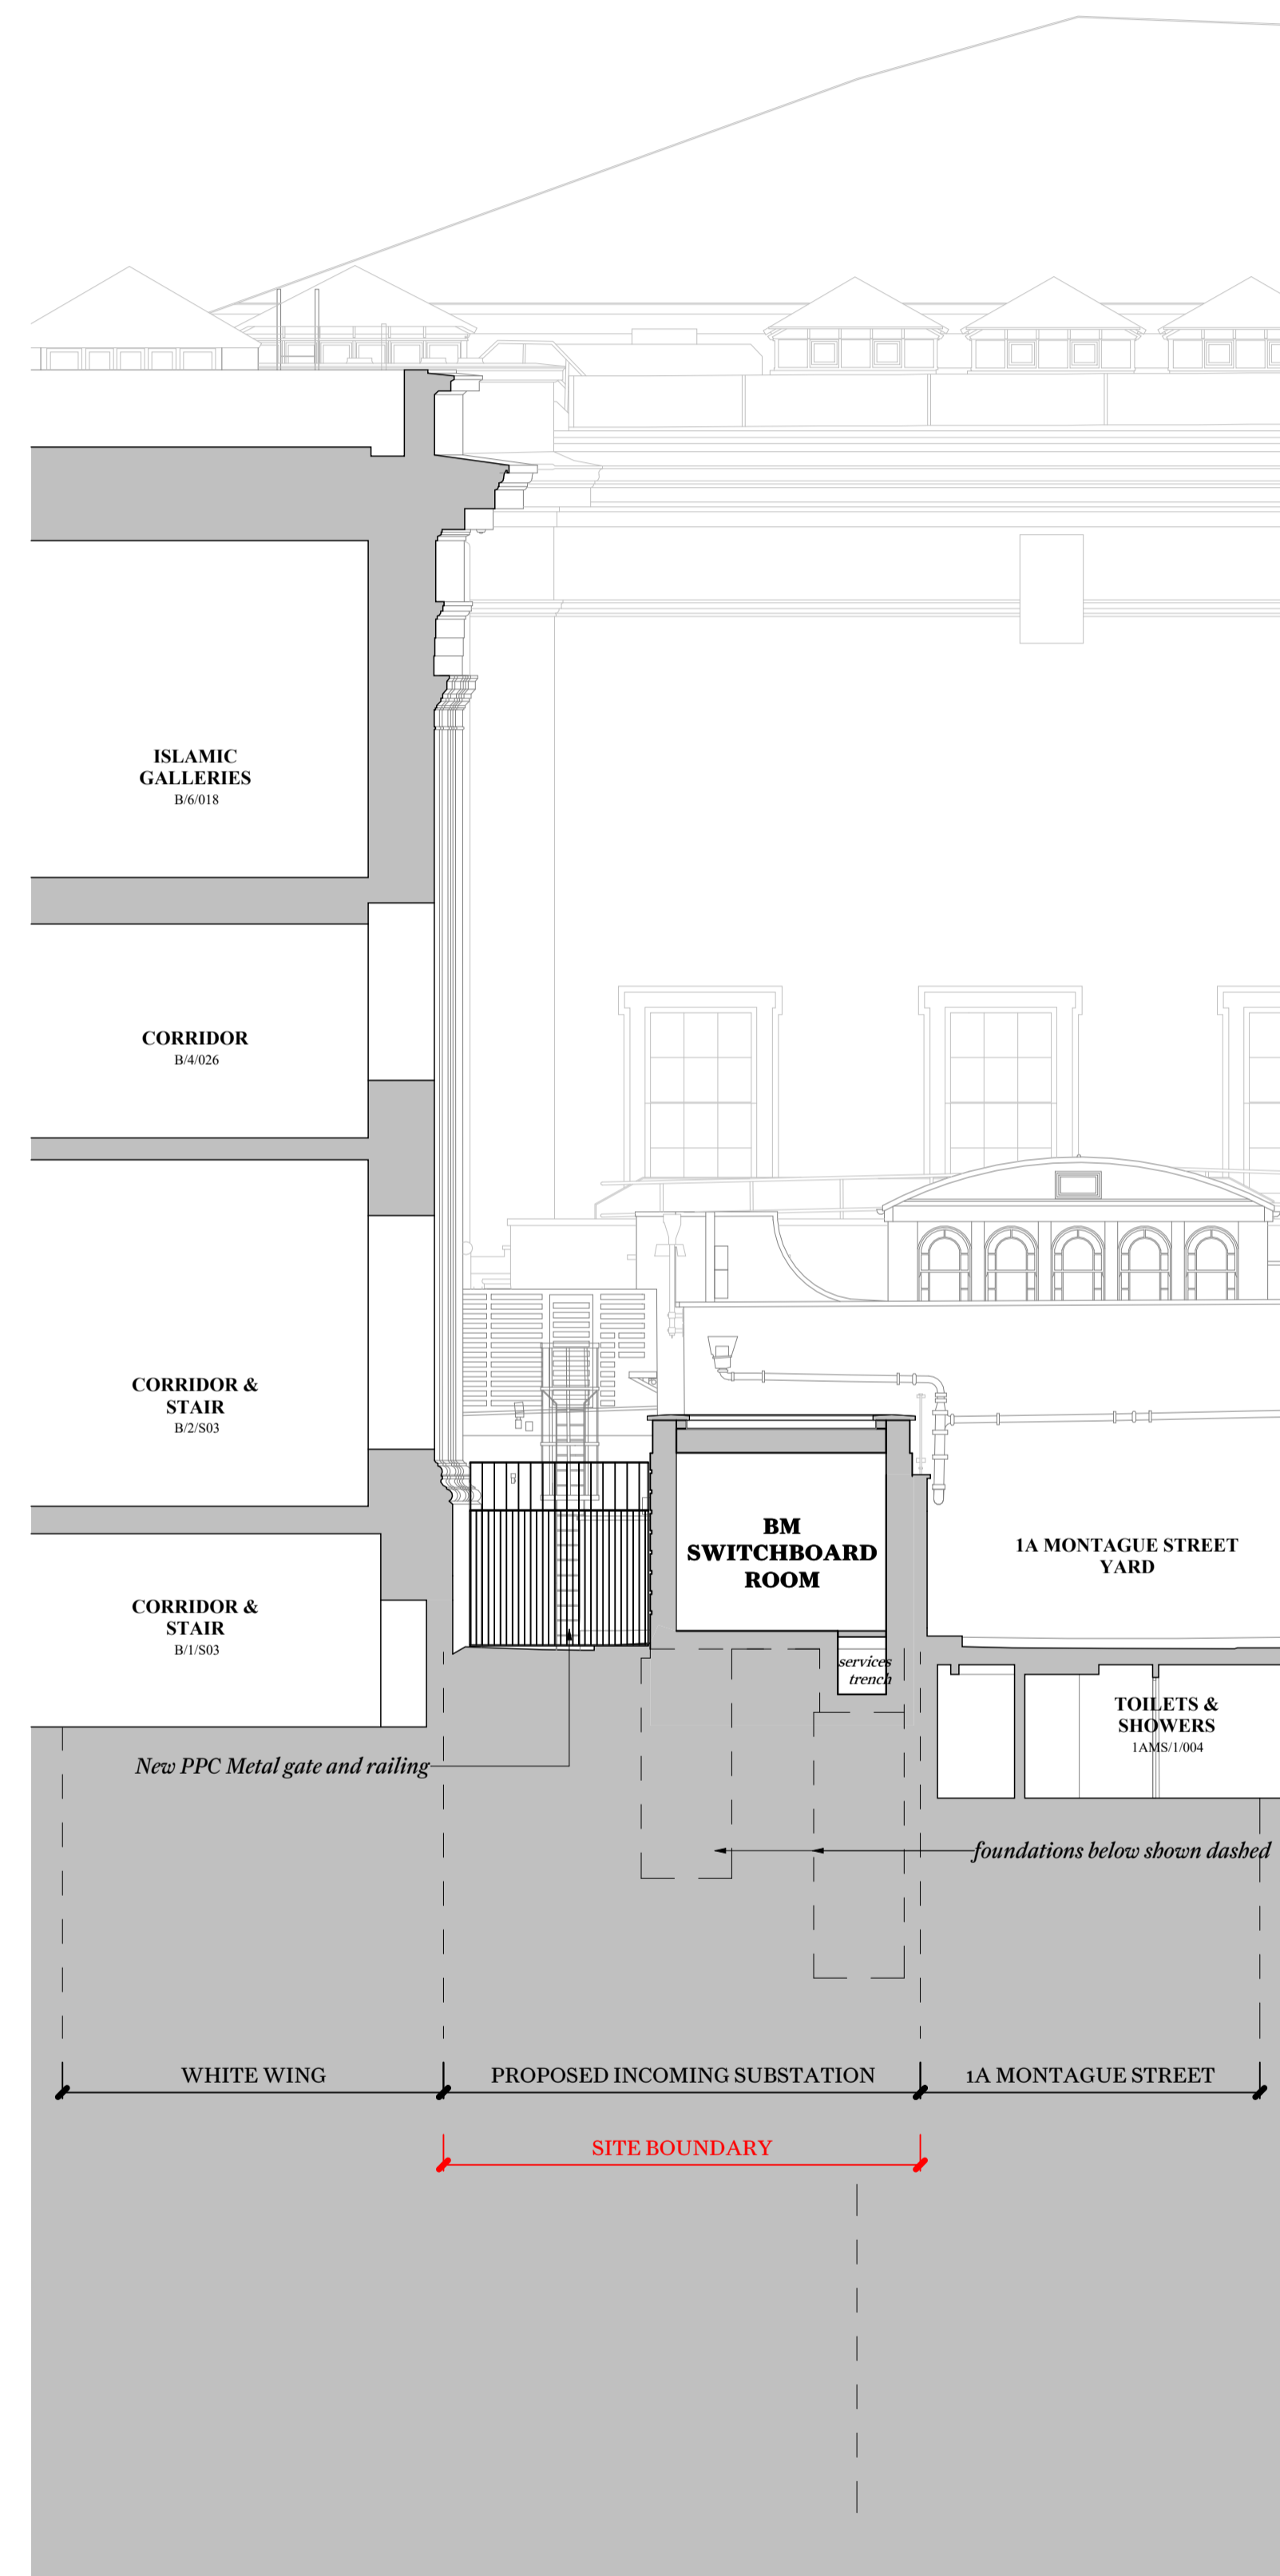 ISLAMIC
GALLERIES
B/6/018
CORRIDOR
B/4/026
CORRIDOR &
STAIR
B/2/S03
BM
SWITCHBOARD
ROOM
1A MONTAGUE STREET
YARD
CORRIDOR &
STAIR
B/1/S03
services
trench
TOILETS &
SHOWERS
1AMS/1/004
New PPC Metal gate and railing
foundations below shown dashed
WHITE WING
PROPOSED INCOMING SUBSTATION
1A MONTAGUE STREET
SITE BOUNDARY